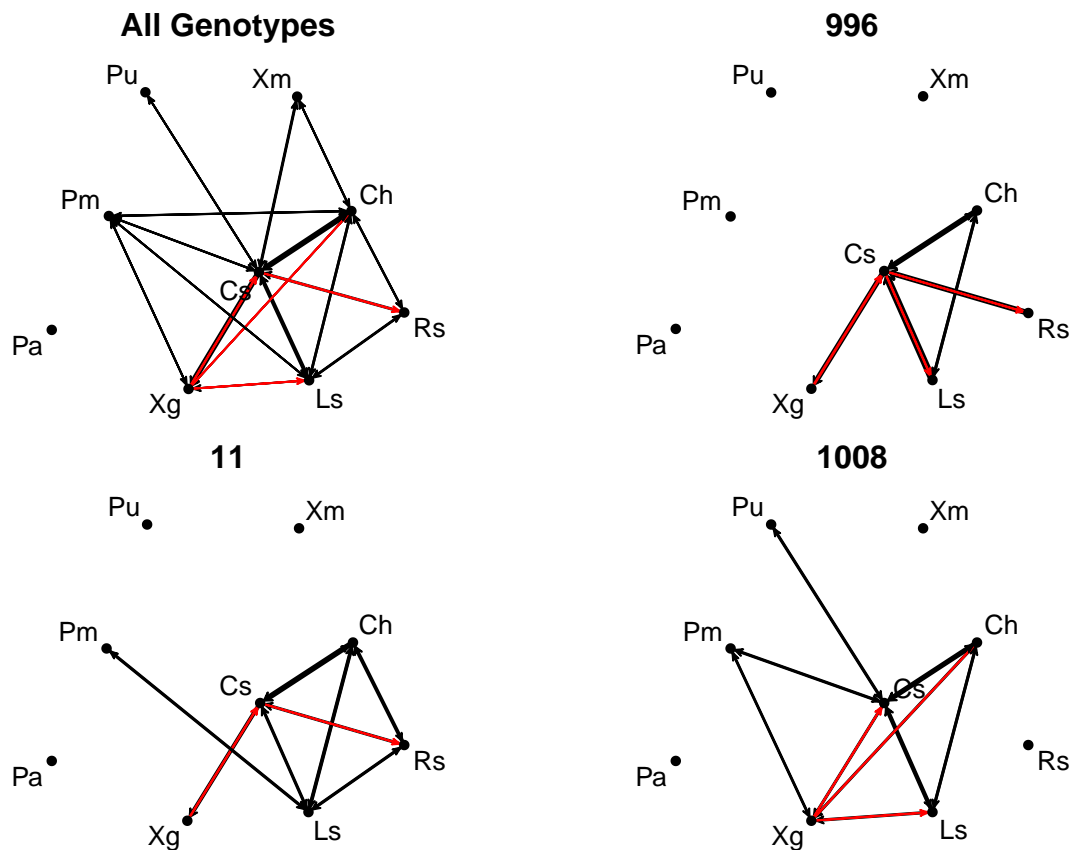 All Genotypes
Pu
Xm
Pm
Ch
Cs
Rs
Pa
Xg
Ls
996
Pu
Xm
Pm
Ch
Cs
Rs
Pa
Xg
Ls
11
Pu
Xm
Pm
Ch
Cs
Rs
Pa
Xg
Ls
1008
Pu
Xm
Pm
Ch
Cs
Rs
Pa
Xg
Ls